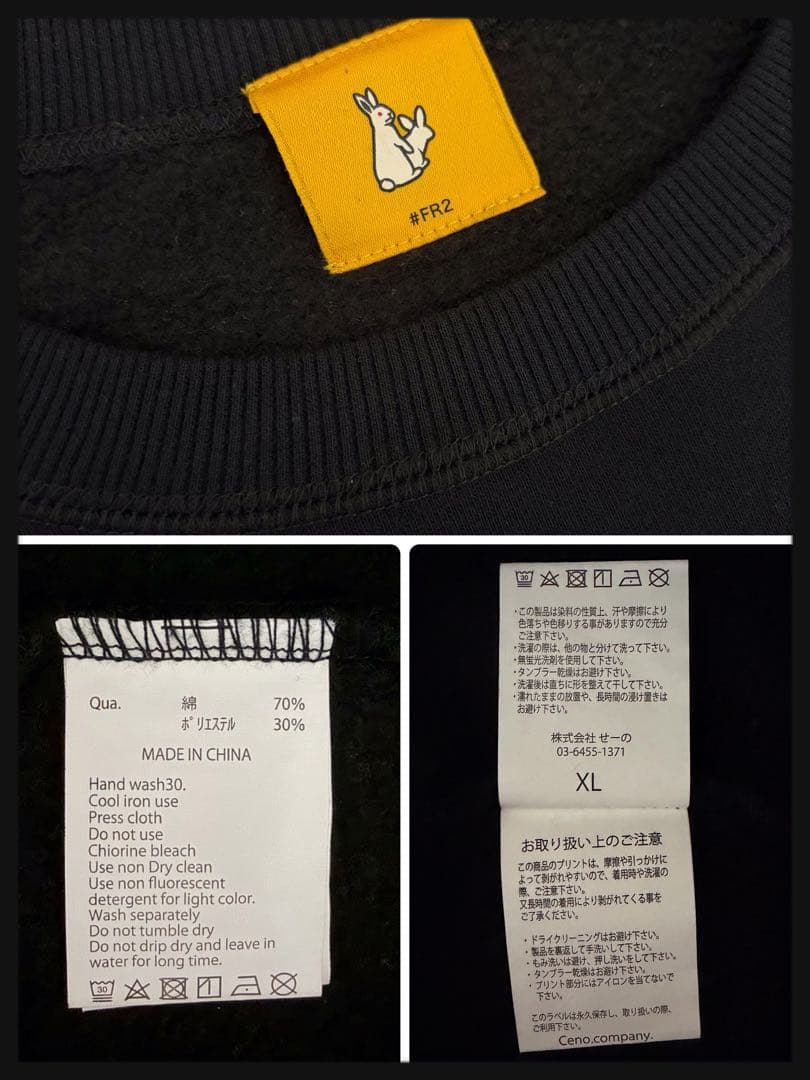 #FR2
Qua. 綿 70%
ポリエステル 30%
MADE IN CHINA
Hand wash30.
Cool iron use
Press cloth
Do not use
Chiorine bleach
Use non Dry clean
Use non fluorescent
detergent for light color.
Wash separately
Do not tumble dry
Do not drip dry and leave in
water for long time.
30
30
・この製品は染料の性質上、汗や摩擦により
色落ちや色移りする事がありますので充分
ご注意下さい。
・洗濯の際は、他の物と分けて洗って下さい。
・無蛍光洗剤を使用して下さい。
・タンブラー乾燥はお避け下さい。
・洗濯後は直ちに形を整えて干して下さい。
・濡れたままの放置や、長時間の浸け置きは
お避け下さい。
株式会社 せーの
03-6455-1371
XL
お取り扱い上のご注意
この商品のプリントは、摩擦や引っかけに
よって剥がれやすいので、着用時や洗濯の
際、ご注意下さい。
又長時間の着用により剥がれてくる事を
ご了承ください。
・ドライクリーニングはお避け下さい。
・製品を裏返して手洗いして下さい。
・もみ洗いは避け、押し洗いをして下さい。
・タンブラー乾燥はお避け下さい。
・プリント部分にはアイロンを当てないで
下さい。
このラベルは永久保存し、取り扱いの際、
ご利用下さい。
Ceno.company.